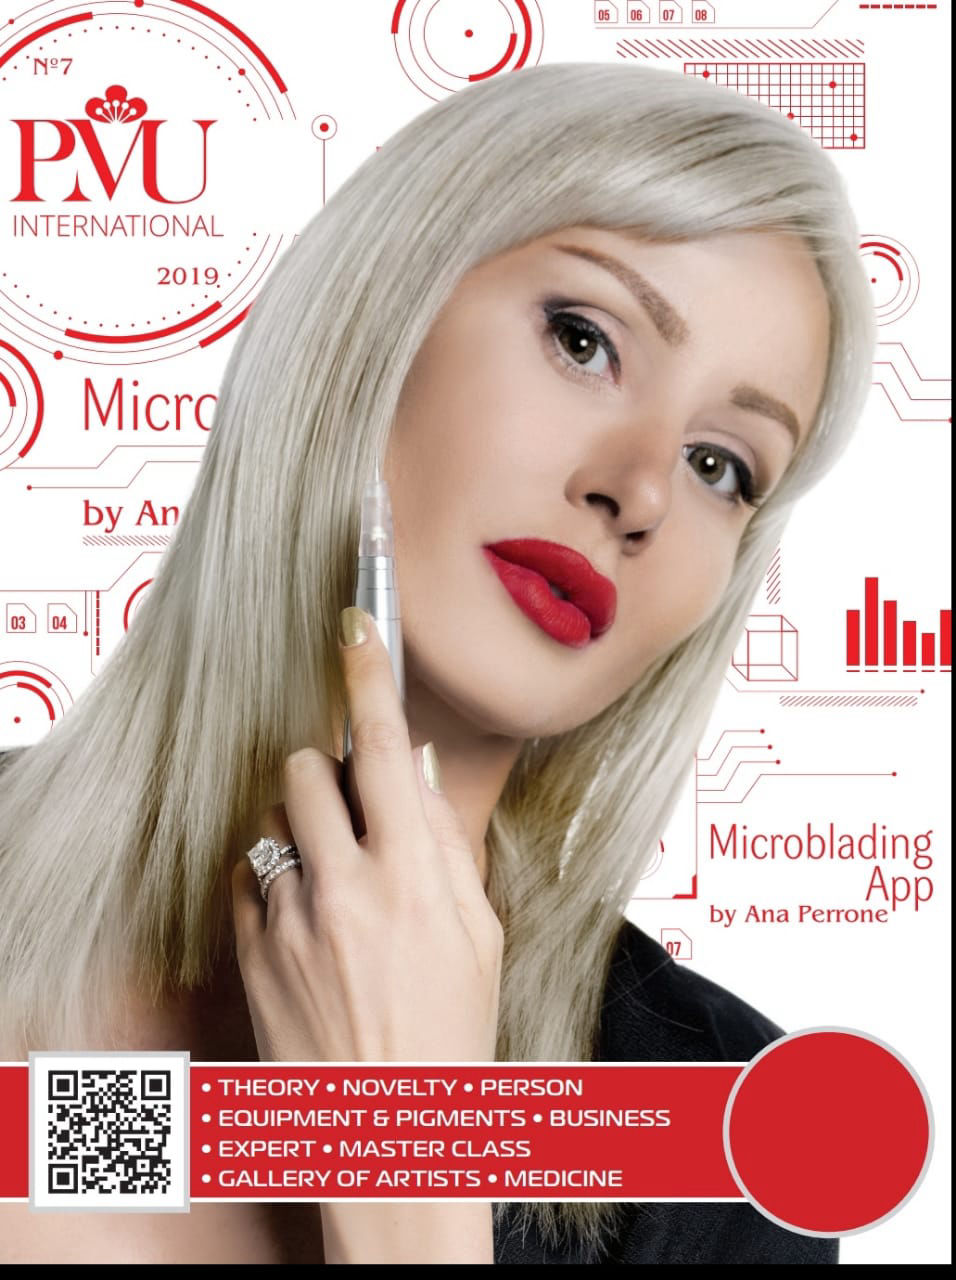 05 06 07 08
Nº7
PMU
INTERNATIONAL
2019
Micro
by An
03 04
Microblading
App
by Ana Perrone
07
• THEORY • NOVELTY • PERSON
• EQUIPMENT & PIGMENTS • BUSINESS
• EXPERT • MASTER CLASS
• GALLERY OF ARTISTS • MEDICINE